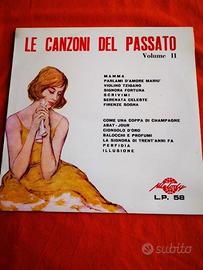 LE CANZONI DEL PASSATO
Volume II
MAMMA
PARLAMI D'AMORE MARIU'
VIOLINO TZIGANO
SIGNORA FORTUNA
SCRIVIMI
SERENATA CELESTE
FIRENZE SOGNA
COME UNA COPPA DI CHAMPAGNE
ABAT-JOUR
CIONDOLO D'ORO
BALOCCHI E PROFUMI
LA SIGNORA DI TRENT'ANNI FA
PERFIDIA
ILLUSIONE
L.P. 58
subito